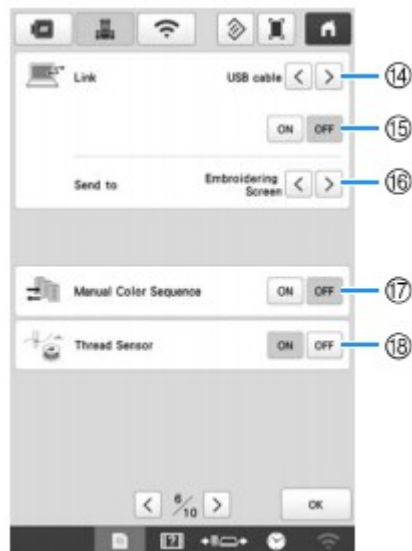 Link USB cable < > ⑭
ON OFF ⑮
Send to Embroidering
Screen < > ⑯
Manual Color Sequence ON OFF ⑰
Thread Sensor ON OFF ⑱
< 6/10 > OK
?